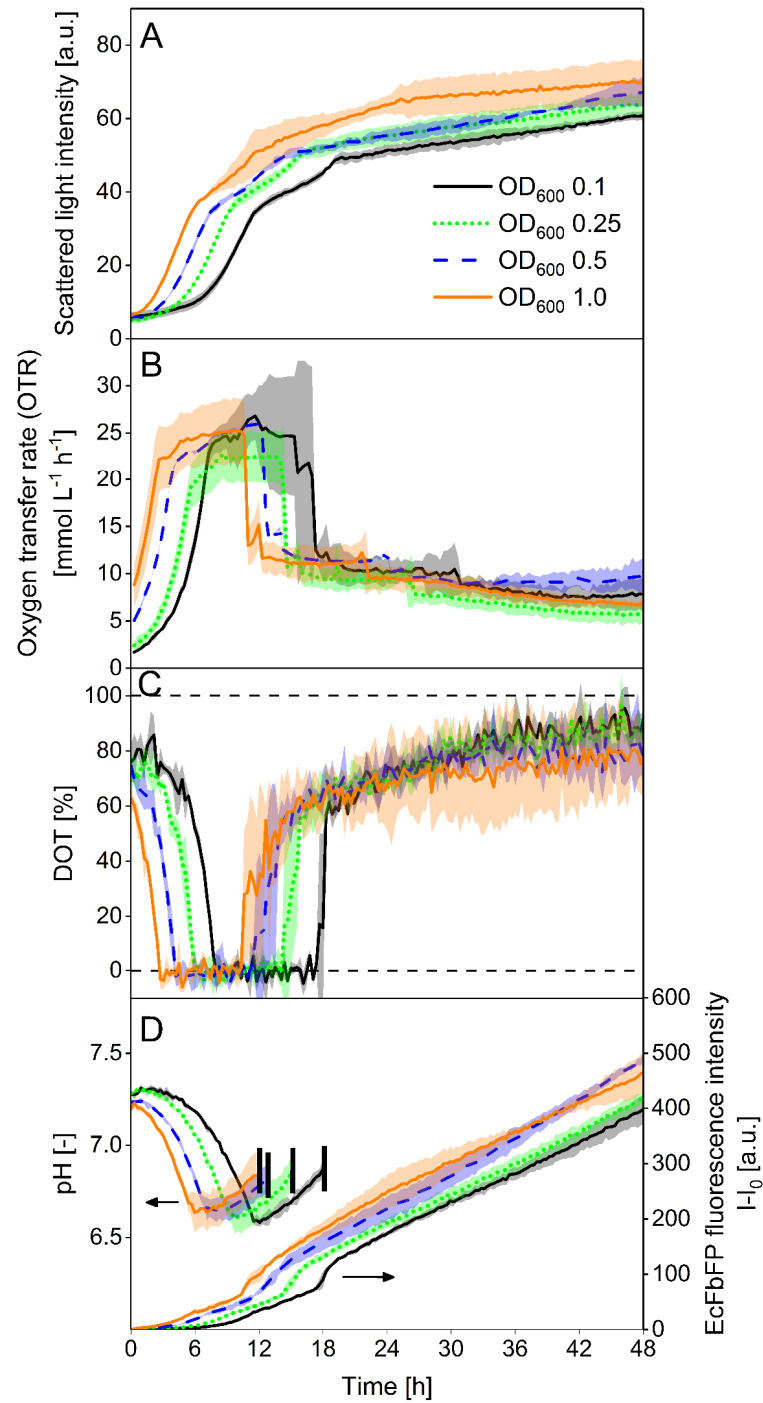 A
80
60
40
20
0
Scattered light intensity [a.u.]
OD600 0.1
OD600 0.25
OD600 0.5
OD600 1.0
B
30
25
20
15
10
5
0
Oxygen transfer rate (OTR)
[mmol L-1 h-1]
C
100
80
60
40
20
0
DOT [%]
D
7.5
7.0
6.5
pH [-]
600
500
400
300
200
100
0
EcFbFP fluorescence intensity
I-I0 [a.u.]
0 6 12 18 24 30 36 42 48
Time [h]